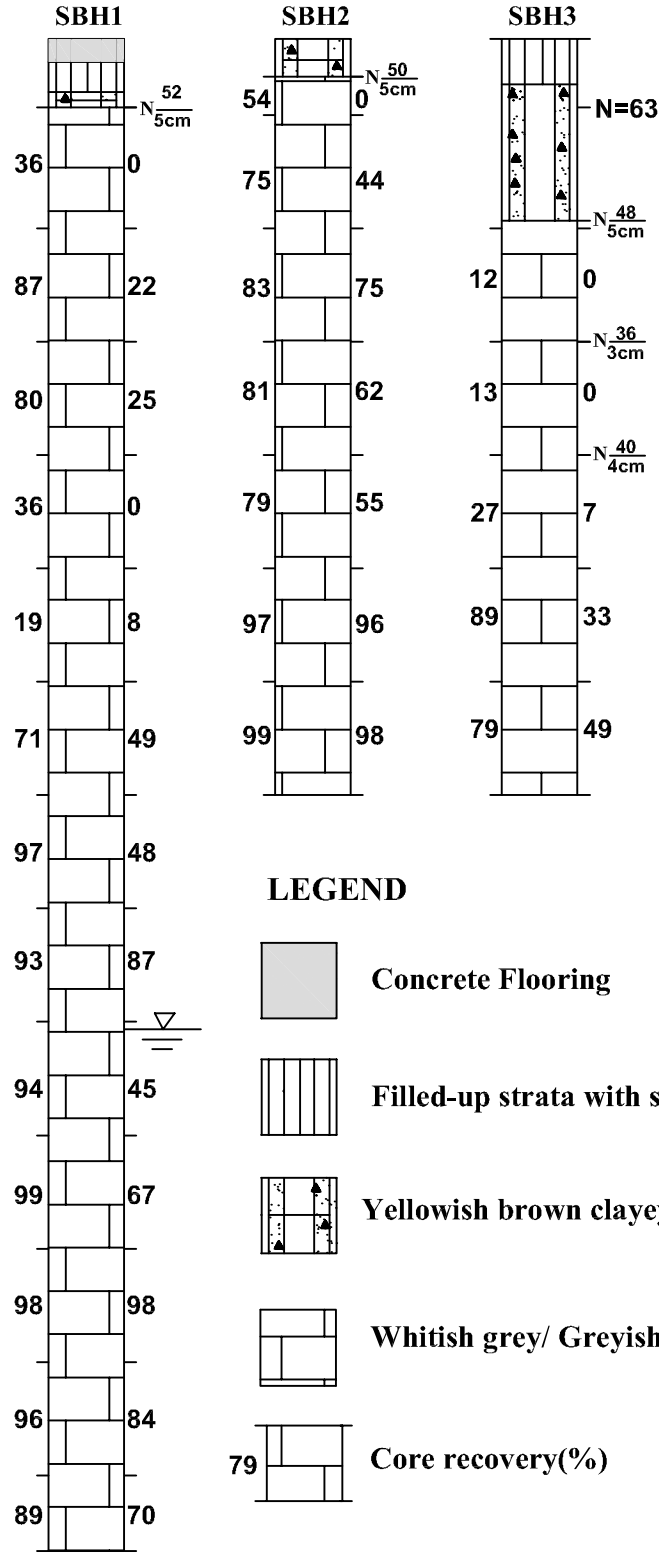 SBH1 SBH2 SBH3
N 52/5cm
36 0
87 22
80 25
36 0
19 8
71 49
97 48
93 87
94 45
99 67
98 98
96 84
89 70
N 50/5cm
54 0
75 44
83 75
81 62
79 55
97 96
99 98
N=63
N 48/5cm
12 0
N 36/3cm
13 0
N 40/4cm
27 7
89 33
79 49
LEGEND
Concrete Flooring
Filled-up strata with s
Yellowish brown clayey
Whitish grey/ Greyish
79 Core recovery(%)